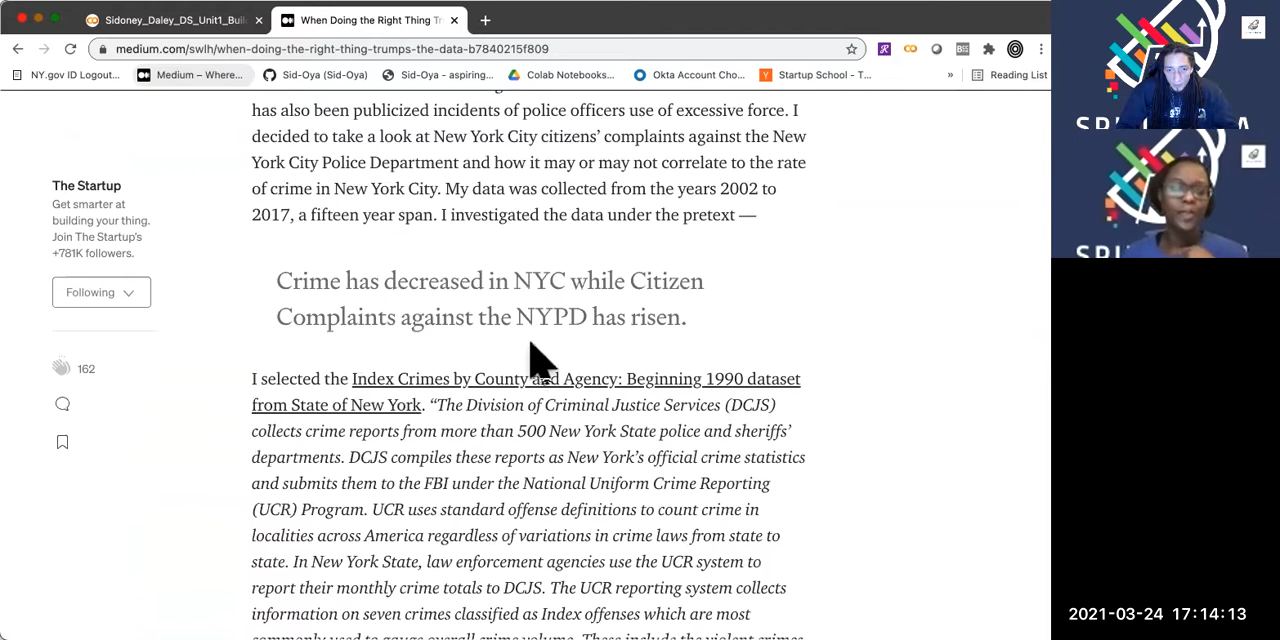 Sidoney_Daley_DS_Unit1_Buil
When Doing the Right Thing Tr
medium.com/swlh/when-doing-the-right-thing-trumps-the-data-b7840215f809
NY.gov ID Logout...
Medium – Where...
Sid-Oya (Sid-Oya)
Sid-Oya - aspiring...
Colab Notebooks...
Okta Account Cho...
Startup School - T...
»
Reading List
has also been publicized incidents of police officers use of excessive force. I
decided to take a look at New York City citizens’ complaints against the New
York City Police Department and how it may or may not correlate to the rate
of crime in New York City. My data was collected from the years 2002 to
2017, a fifteen year span. I investigated the data under the pretext —
The Startup
Get smarter at
building your thing.
Join The Startup’s
+781K followers.
Following
162
Crime has decreased in NYC while Citizen
Complaints against the NYPD has risen.
I selected the Index Crimes by County and Agency: Beginning 1990 dataset
from State of New York. “The Division of Criminal Justice Services (DCJS)
collects crime reports from more than 500 New York State police and sheriffs’
departments. DCJS compiles these reports as New York’s official crime statistics
and submits them to the FBI under the National Uniform Crime Reporting
(UCR) Program. UCR uses standard offense definitions to count crime in
localities across America regardless of variations in crime laws from state to
state. In New York State, law enforcement agencies use the UCR system to
report their monthly crime totals to DCJS. The UCR reporting system collects
information on seven crimes classified as Index offenses which are most
commonly used to gauge overall crime volume. These include the violent crimes
2021-03-24 17:14:13